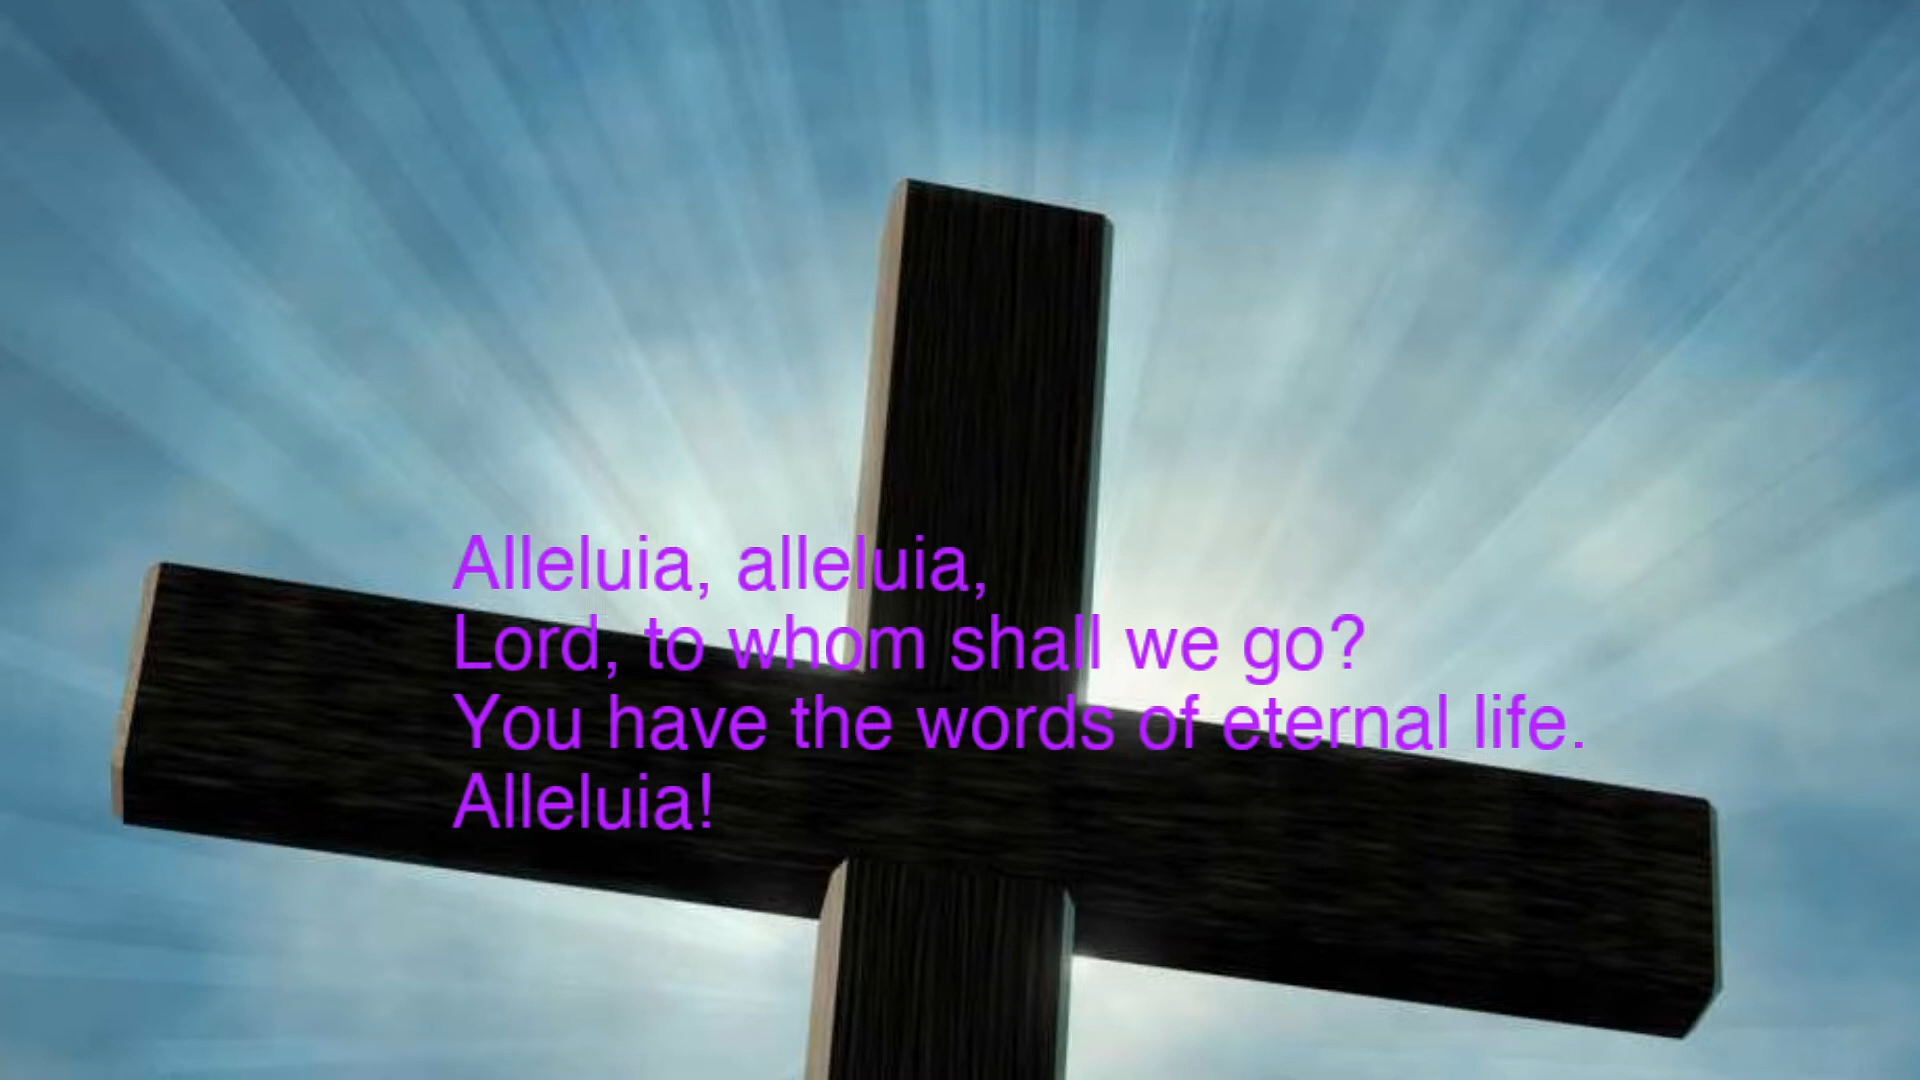 Alleluia, alleluia,
Lord, to whom shall we go?
You have the words of eternal life.
Alleluia!